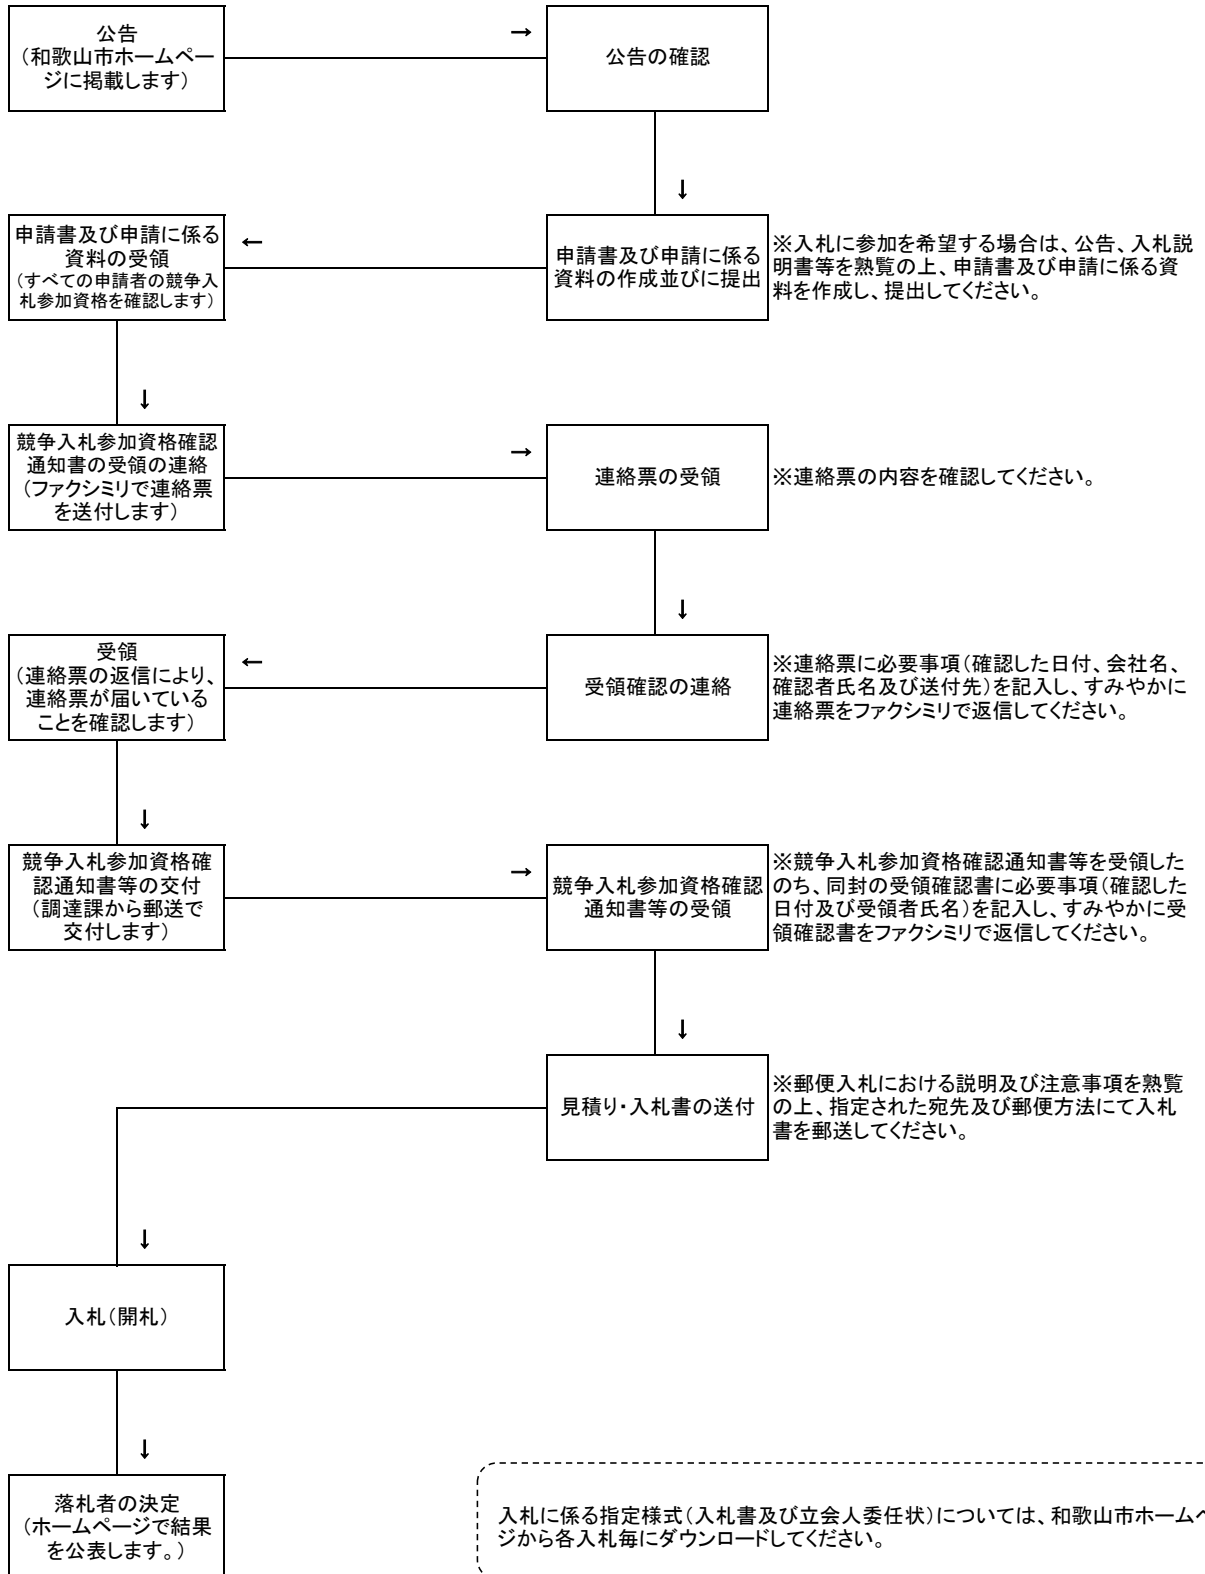 公告
(和歌山市ホームペー
ジに掲載します)
→
公告の確認
↓
申請書及び申請に係る
資料の作成並びに提出
※入札に参加を希望する場合は、公告、入札説
明書等を熟覧の上、申請書及び申請に係る資
料を作成し、提出してください。
←
申請書及び申請に係る
資料の受領
(すべての申請者の競争入
札参加資格を確認します)
↓
競争入札参加資格確認
通知書の受領の連絡
(ファクシミリで連絡票
を送付します)
→
連絡票の受領
※連絡票の内容を確認してください。
↓
受領確認の連絡
※連絡票に必要事項(確認した日付、会社名、
確認者氏名及び送付先)を記入し、すみやかに
連絡票をファクシミリで返信してください。
←
受領
(連絡票の返信により、
連絡票が届いている
ことを確認します)
↓
競争入札参加資格確
認通知書等の交付
(調達課から郵送で
交付します)
→
競争入札参加資格確認
通知書等の受領
※競争入札参加資格確認通知書等を受領した
のち、同封の受領確認書に必要事項(確認した
日付及び受領者氏名)を記入し、すみやかに受
領確認書をファクシミリで返信してください。
↓
見積り・入札書の送付
※郵便入札における説明及び注意事項を熟覧
の上、指定された宛先及び郵便方法にて入札
書を郵送してください。
↓
入札(開札)
↓
落札者の決定
(ホームページで結果
を公表します。)
入札に係る指定様式(入札書及び立会人委任状)については、和歌山市ホームペ
ジから各入札毎にダウンロードしてください。